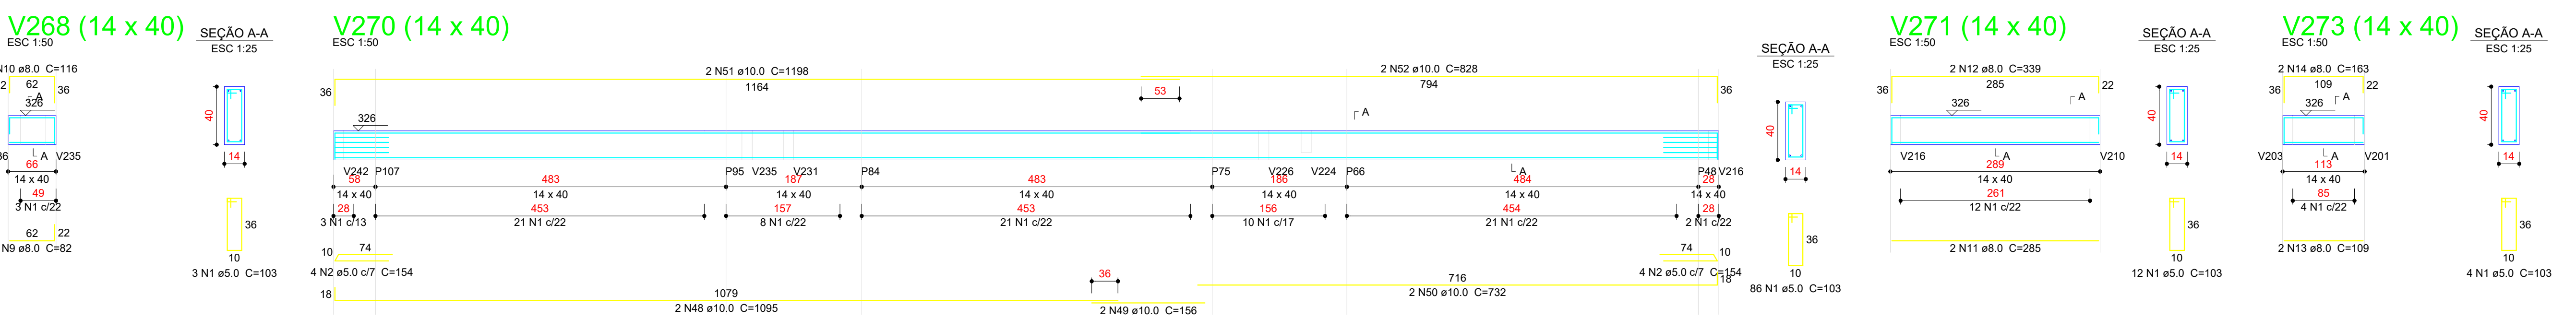 V268 (14 x 40)
ESC 1:50
SEÇÃO A-A
ESC 1:25
N10 ø8.0 C=116
62
36
A
326
40
14
A V235
66
14 x 40
49
3 N1 c/22
62
22
N9 ø8.0 C=82
36
10
3 N1 ø5.0 C=103
V270 (14 x 40)
ESC 1:50
2 N51 ø10.0 C=1198
1164
2 N52 ø10.0 C=828
794
36
53
36
326
A
V242 P107 P95 V235 V231 P84 P75 V226 V224 P66 A P48 V216
58 483 187 483 186 484 28
14 x 40 14 x 40 14 x 40 14 x 40 14 x 40 14 x 40 14 x 40
28 453 157 453 156 454 28
3 N1 c/13 21 N1 c/22 8 N1 c/22 21 N1 c/22 10 N1 c/17 21 N1 c/22 2 N1 c/22
10 74
4 N2 ø5.0 c/7 C=154
74 10
4 N2 ø5.0 c/7 C=154
18
1079
2 N48 ø10.0 C=1095
36
2 N49 ø10.0 C=156
716
18
2 N50 ø10.0 C=732
SEÇÃO A-A
ESC 1:25
40
14
36
10
86 N1 ø5.0 C=103
V271 (14 x 40)
ESC 1:50
2 N12 ø8.0 C=339
36 285 22
326
A
V216 A V210
289
14 x 40
261
12 N1 c/22
2 N11 ø8.0 C=285
SEÇÃO A-A
ESC 1:25
40
14
36
10
12 N1 ø5.0 C=103
V273 (14 x 40)
ESC 1:50
2 N14 ø8.0 C=163
36 109 22
326
A
V203 A V201
113
14 x 40
85
4 N1 c/22
2 N13 ø8.0 C=109
SEÇÃO A-A
ESC 1:25
40
14
36
10
4 N1 ø5.0 C=103